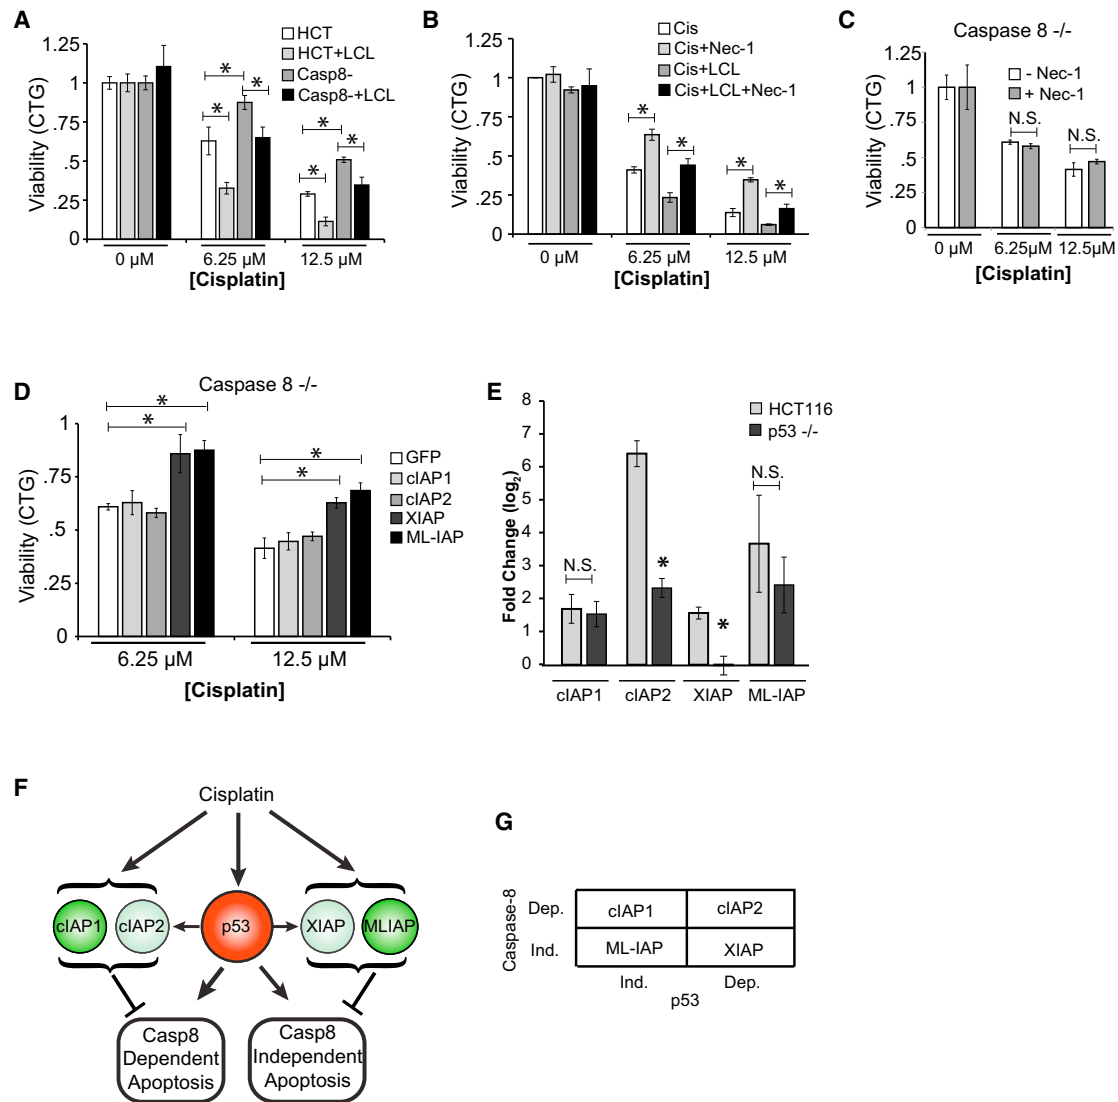 A
HCT
HCT+LCL
Casp8-
Casp8-+LCL
Viability (CTG)
1.25
1
.75
.5
.25
0
*
*
*
*
*
*
0 µM
6.25 µM
12.5 µM
[Cisplatin]
B
Cis
Cis+Nec-1
Cis+LCL
Cis+LCL+Nec-1
Viability (CTG)
1.25
1
.75
.5
.25
0
*
*
*
*
0 µM
6.25 µM
12.5 µM
[Cisplatin]
C
Caspase 8 -/-
- Nec-1
+ Nec-1
Viability (CTG)
1.25
1
.75
.5
.25
0
N.S.
N.S.
0 µM
6.25µM
12.5µM
[Cisplatin]
D
Caspase 8 -/-
GFP
cIAP1
cIAP2
XIAP
ML-IAP
Viability (CTG)
1
.75
.5
.25
0
*
*
*
*
6.25 µM
12.5 µM
[Cisplatin]
E
HCT116
p53 -/-
Fold Change (log2)
8
7
6
5
4
3
2
1
0
N.S.
*
*
N.S.
cIAP1
cIAP2
XIAP
ML-IAP
F
Cisplatin
cIAP1
cIAP2
p53
XIAP
MLIAP
Casp8
Dependent
Apoptosis
Casp8
Independent
Apoptosis
G
Caspase-8
Dep.
cIAP1
cIAP2
Ind.
ML-IAP
XIAP
Ind.
Dep.
p53